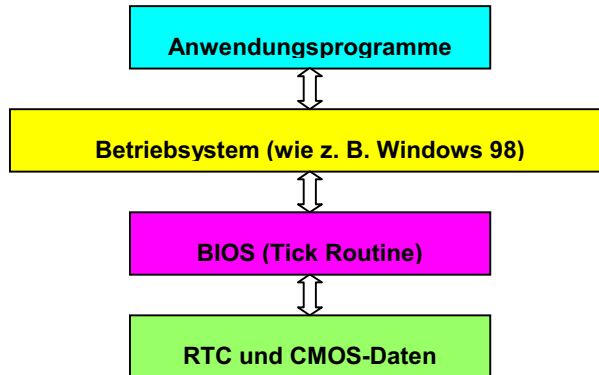 Anwendungsprogramme
Betriebsystem (wie z. B. Windows 98)
BIOS (Tick Routine)
RTC und CMOS-Daten